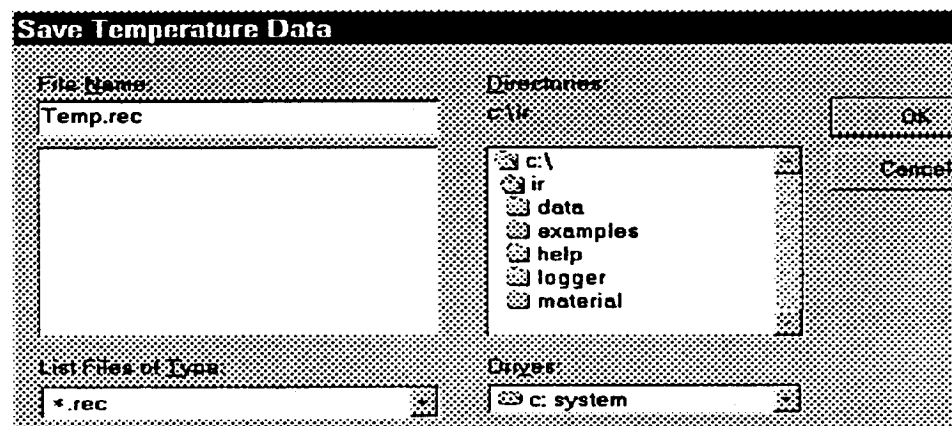 Save Temperature Data
File Name:
Temp.rec
Directories:
c:\ir
OK
Cancel
c:\
ir
data
examples
help
logger
material
List Files of Type:
*.rec
Drives:
c: system